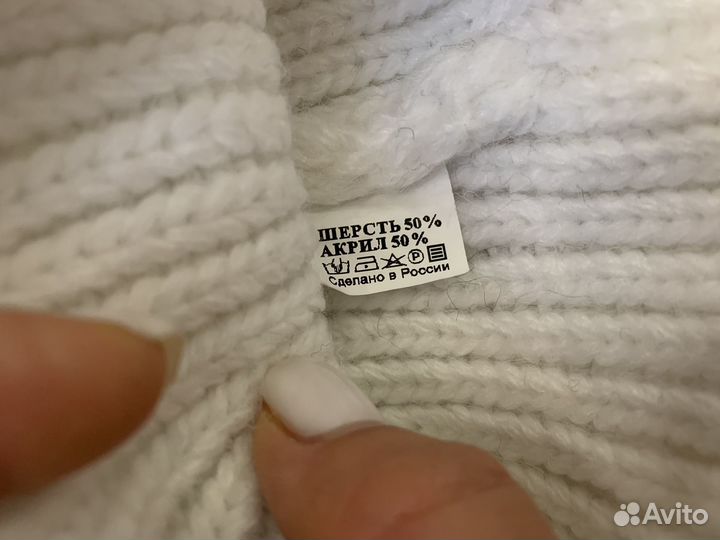 ШЕРСТЬ 50%
АКРИЛ 50%
P
Сделано в России
Avito